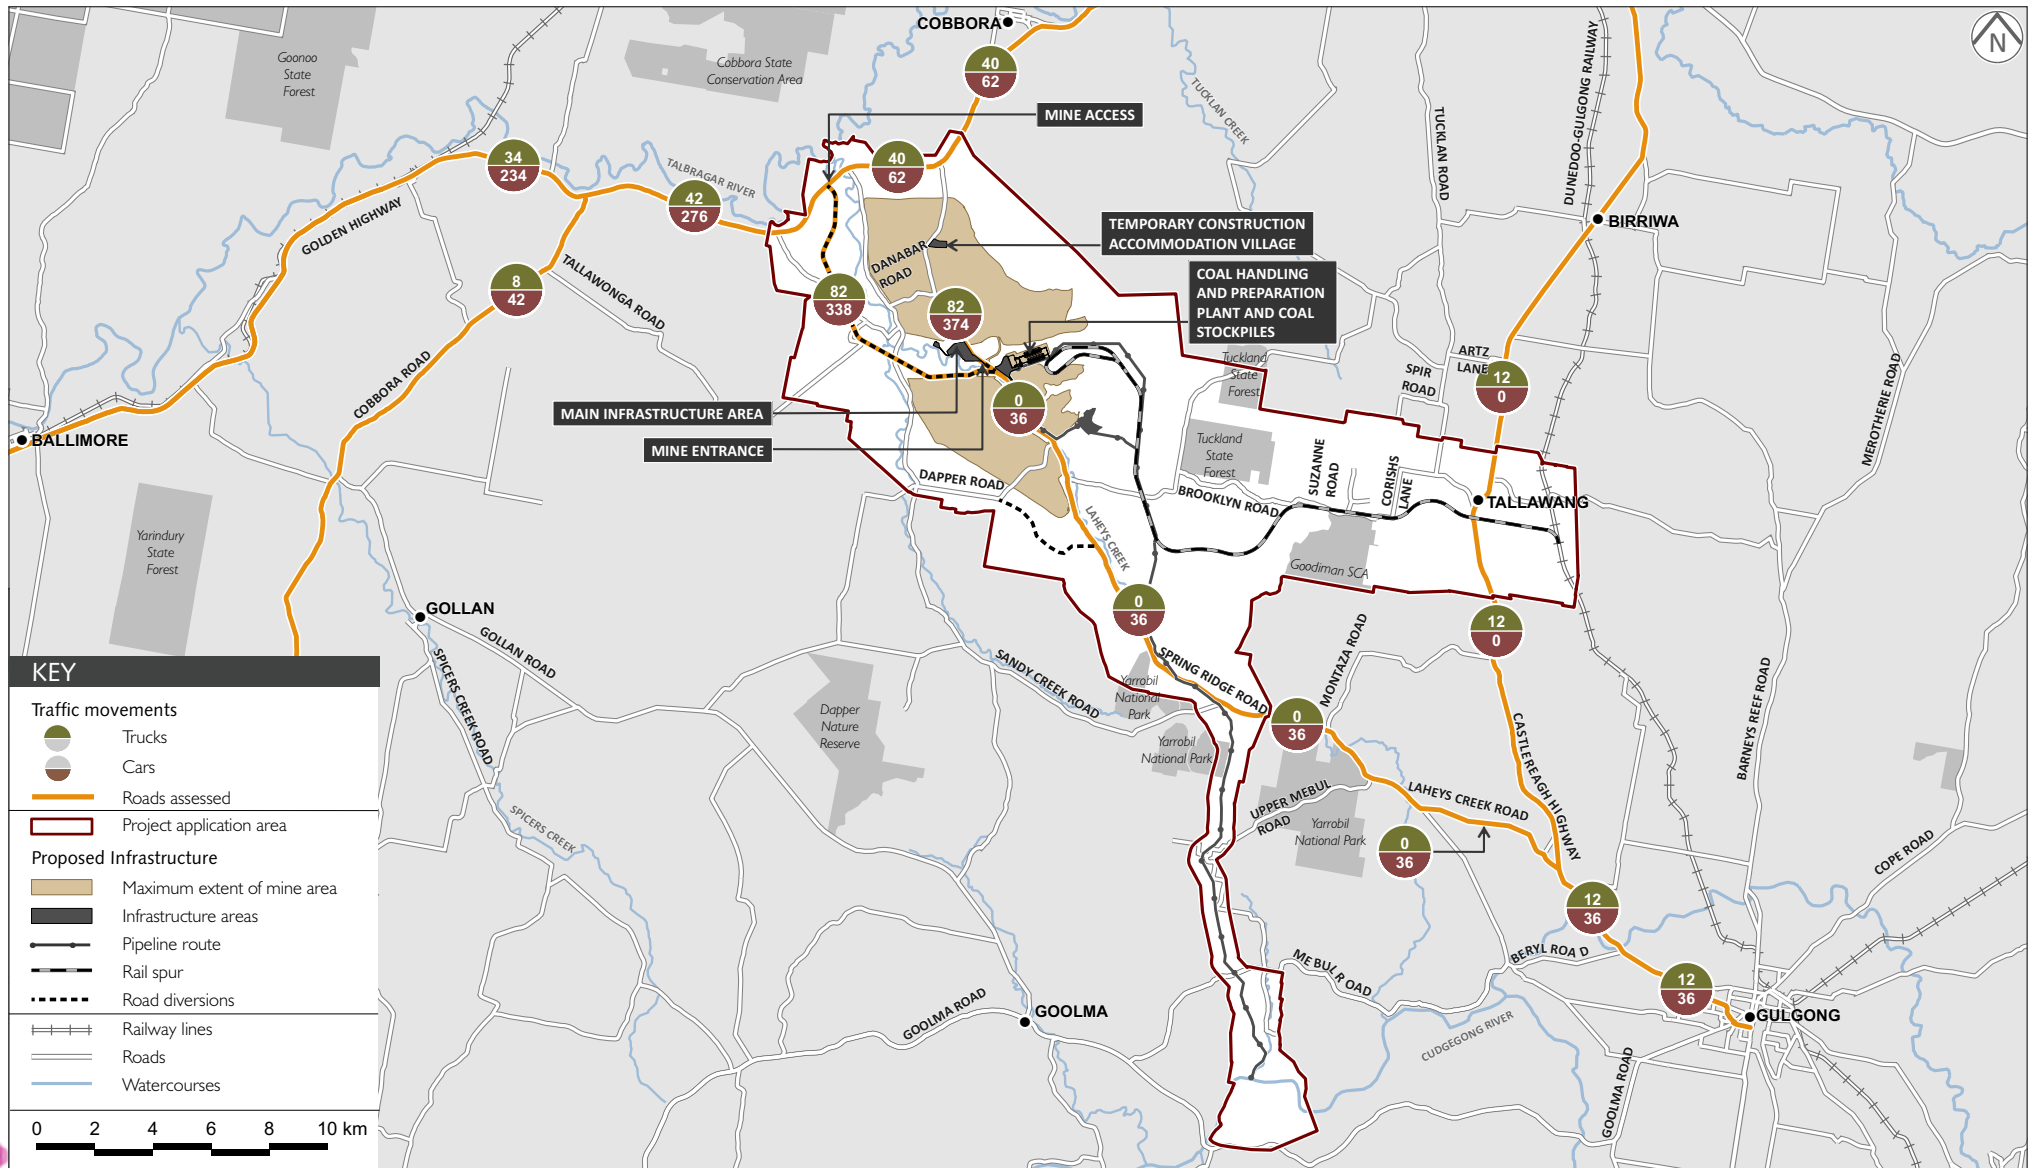 COBBORA
Goonoo
State
Forest
Cobbora State
Conservation Area
40
62
N
MINE ACCESS
TUCKLAN CREEK
TUCKLAN ROAD
DUNEDOO-GULGONG RAILWAY
34
234
TALBRAGAR RIVER
40
62
42
276
GOLDEN HIGHWAY
BIRRIWA
TEMPORARY CONSTRUCTION
ACCOMMODATION VILLAGE
DANABAR
ROAD
COAL HANDLING
AND PREPARATION
PLANT AND COAL
STOCKPILES
8
42
TALLAWONGA ROAD
82
338
82
374
COBBORA ROAD
Tuckland
State
Forest
ARTZ
LANE
SPIR
ROAD
12
0
MEROTHERIE ROAD
MAIN INFRASTRUCTURE AREA
0
36
MINE ENTRANCE
BALLIMORE
Tuckland
State
Forest
SUZANNE
ROAD
CORISHS
LANE
DAPPER ROAD
BROOKLYN ROAD
TALLAWANG
LAHEYS CREEK
Yarindury
State
Forest
Goodiman SCA
GOLLAN
0
36
12
0
GOLLAN ROAD
SPICERS CREEK ROAD
SANDY CREEK ROAD
SPRING RIDGE ROAD
MONTAZA ROAD
Yarrobil
National
Park
0
36
Dapper
Nature
Reserve
Yarrobil
National Park
CASTLEREAGH HIGHWAY
BARNEYS REEF ROAD
UPPER MEBUL
ROAD
LAHEYS CREEK ROAD
Yarrobil
National Park
0
36
SPICERS CREEK
COPE ROAD
12
36
MEBUL R OAD
BERYL ROA D
12
36
GOOLMA ROAD
GOOLMA
GULGONG
CUDGEGONG RIVER
GOOLMA ROAD
KEY
Traffic movements
Trucks
Cars
Roads assessed
Project application area
Proposed Infrastructure
Maximum extent of mine area
Infrastructure areas
Pipeline route
Rail spur
Road diversions
Railway lines
Roads
Watercourses
0 2 4 6 8 10 km